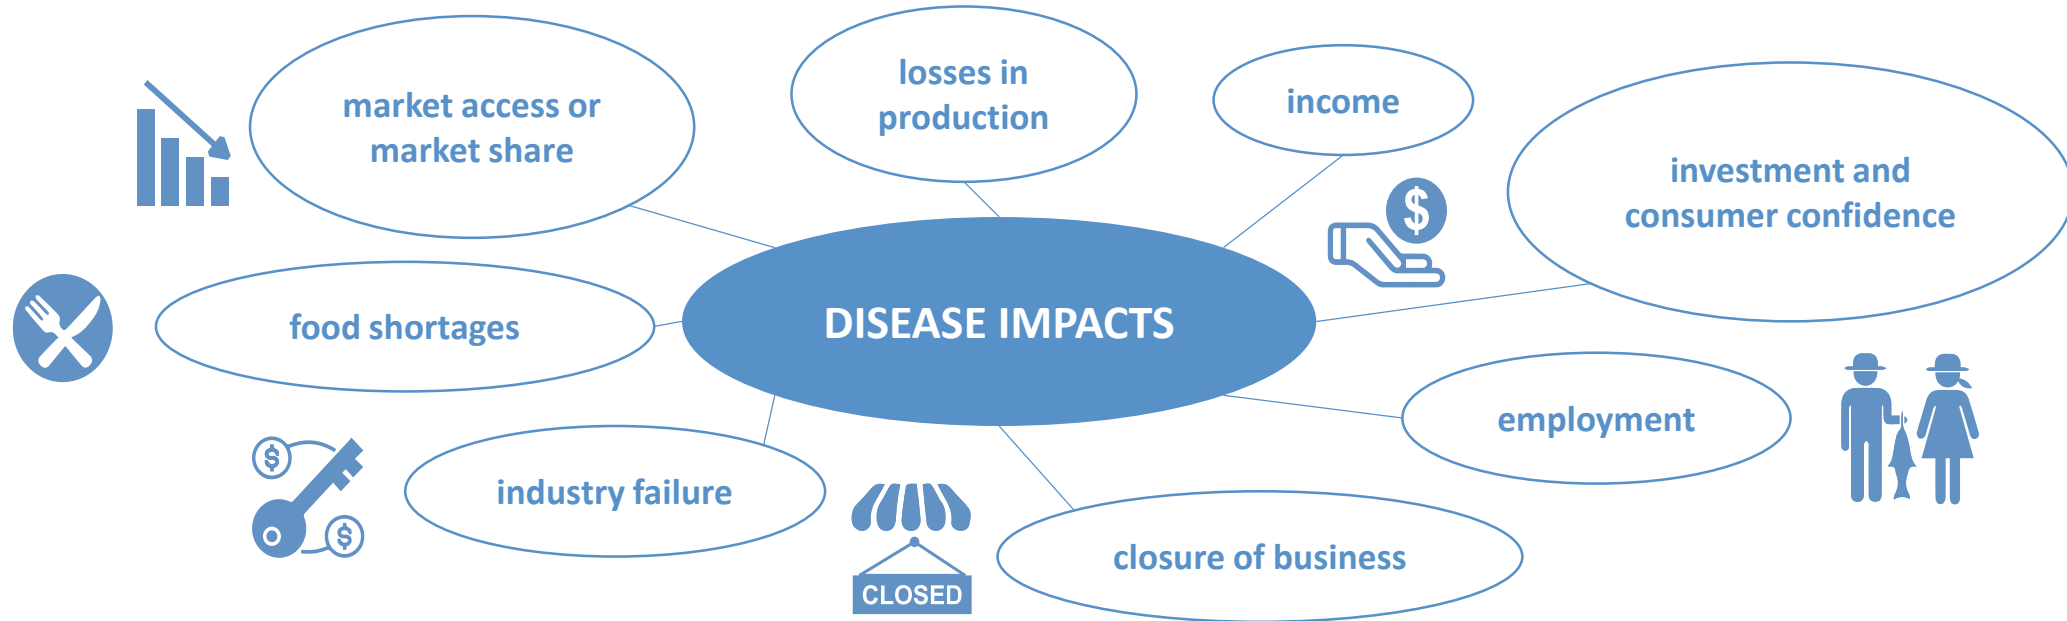 losses in
production
income
market access or
market share
investment and
consumer confidence
$
food shortages
DISEASE IMPACTS
employment
$
industry failure
$
closure of business
CLOSED